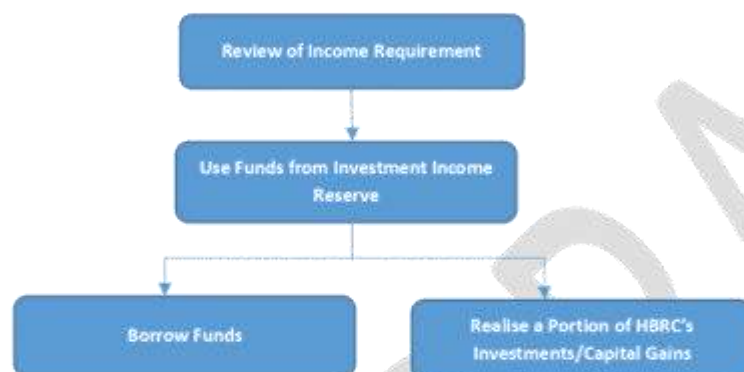 Review of Income Requirement
Use Funds from Investment Income
Reserve
Borrow Funds
Realise a Portion of HBRC's
Investments/Capital Gains